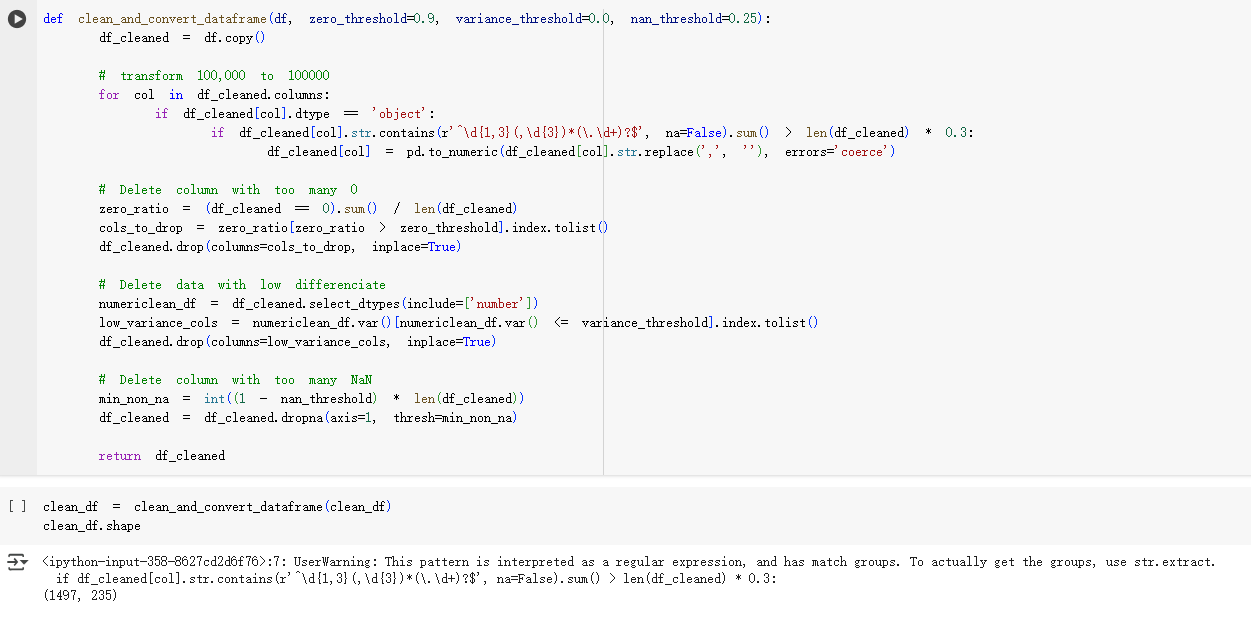 def clean_and_convert_dataframe(df, zero_threshold=0.9, variance_threshold=0.0, nan_threshold=0.25):
df_cleaned = df.copy()
# transform 100,000 to 100000
for col in df_cleaned.columns:
if df_cleaned[col].dtype == 'object':
if df_cleaned[col].str.contains(r'^\d{1,3}(,\d{3})*(\.\d+)?$', na=False).sum() > len(df_cleaned) * 0.3:
df_cleaned[col] = pd.to_numeric(df_cleaned[col].str.replace(',', ''), errors='coerce')
# Delete column with too many 0
zero_ratio = (df_cleaned == 0).sum() / len(df_cleaned)
cols_to_drop = zero_ratio[zero_ratio > zero_threshold].index.tolist()
df_cleaned.drop(columns=cols_to_drop, inplace=True)
# Delete data with low differenciate
numericlean_df = df_cleaned.select_dtypes(include=['number'])
low_variance_cols = numericlean_df.var()[numericlean_df.var() <= variance_threshold].index.tolist()
df_cleaned.drop(columns=low_variance_cols, inplace=True)
# Delete column with too many NaN
min_non_na = int((1 - nan_threshold) * len(df_cleaned))
df_cleaned = df_cleaned.dropna(axis=1, thresh=min_non_na)
return df_cleaned
[ ] clean_df = clean_and_convert_dataframe(clean_df)
clean_df.shape
<ipython-input-358-8627cd2d6f76>:7: UserWarning: This pattern is interpreted as a regular expression, and has match groups. To actually get the groups, use str.extract.
if df_cleaned[col].str.contains(r'^\d{1,3}(,\d{3})*(\.\d+)?$', na=False).sum() > len(df_cleaned) * 0.3:
(1497, 235)